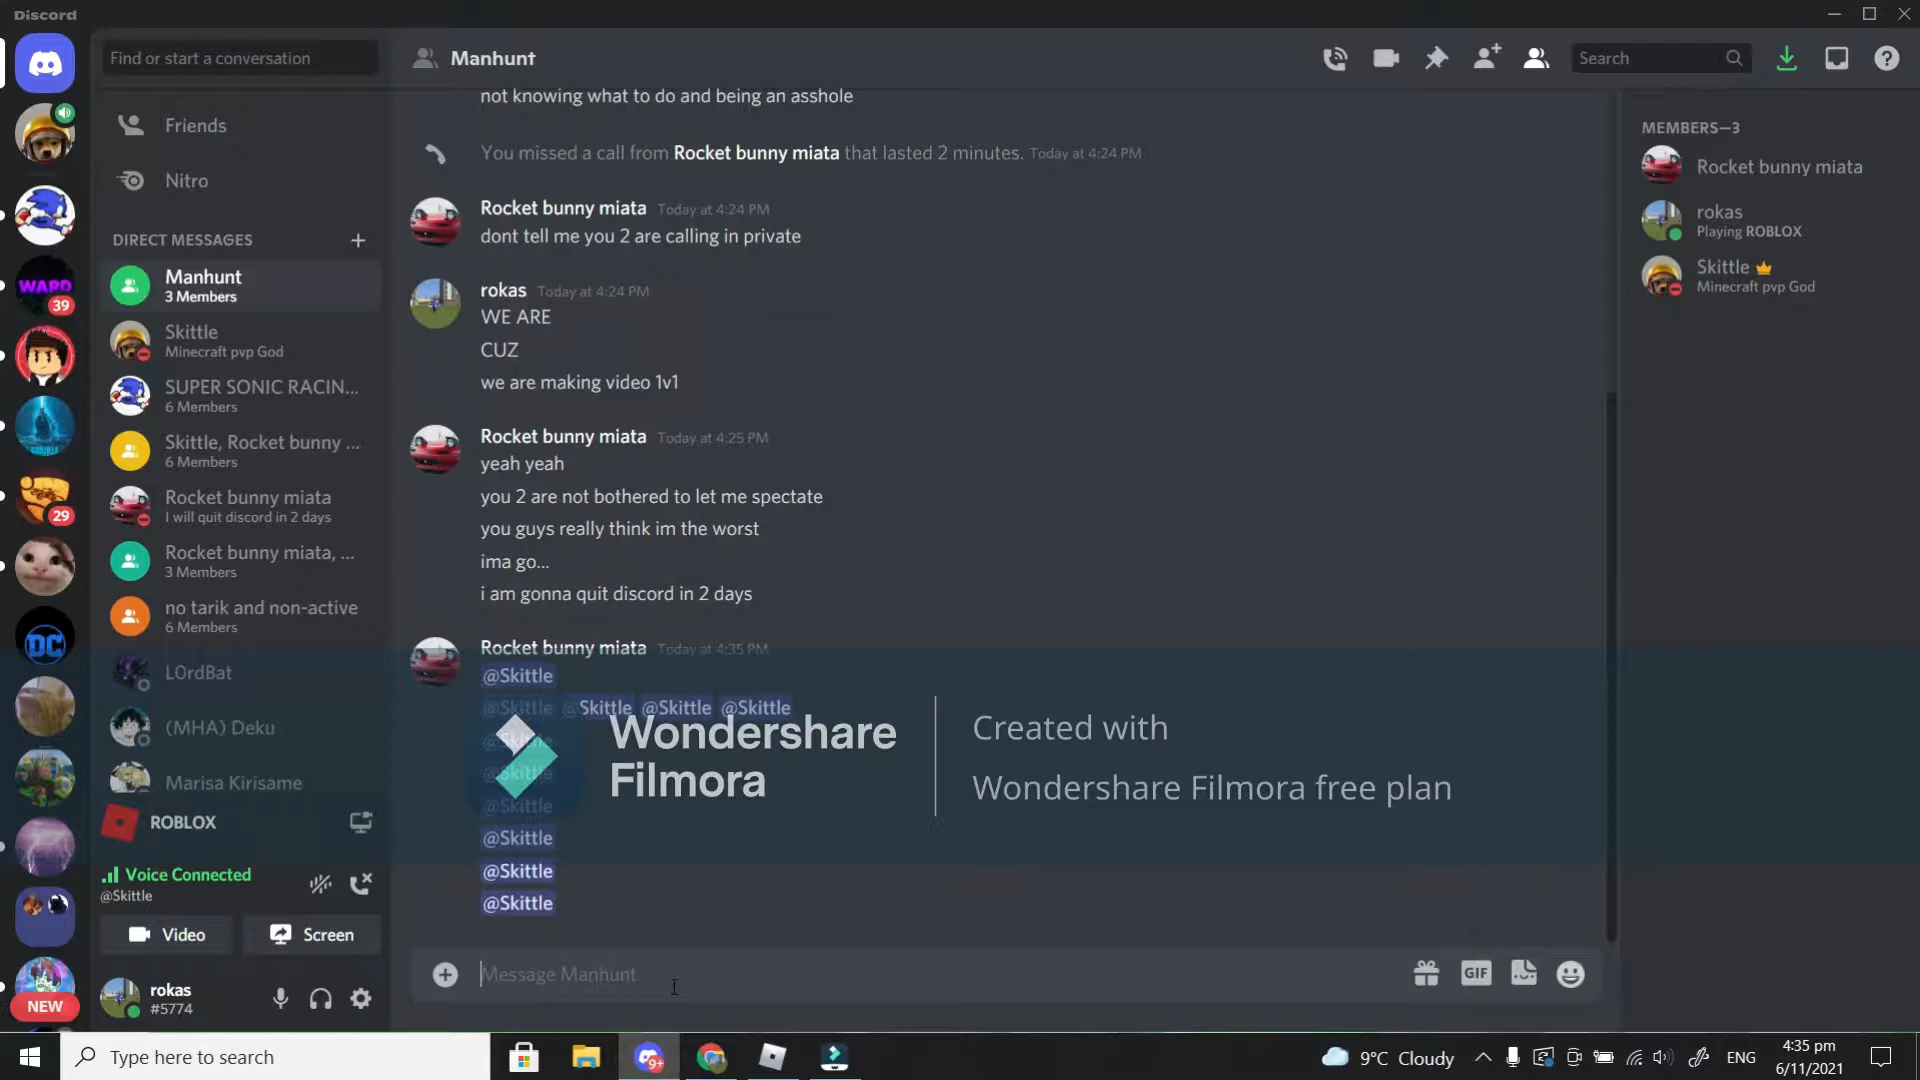 Discord
Find or start a conversation
Manhunt
Search
Friends
Nitro
DIRECT MESSAGES
Manhunt
3 Members
Skittle
Minecraft pvp God
SUPER SONIC RACIN...
6 Members
Skittle, Rocket bunny ...
6 Members
Rocket bunny miata
I will quit discord in 2 days
Rocket bunny miata, ...
3 Members
no tarik and non-active
6 Members
L0rdBat
(MHA) Deku
Marisa Kirisame
ROBLOX
Voice Connected
@Skittle
Video
Screen
rokas
#5774
WARD
39
GODZILLA
29
DC
NEW
not knowing what to do and being an asshole
You missed a call from Rocket bunny miata that lasted 2 minutes. Today at 4:24 PM
Rocket bunny miata Today at 4:24 PM
dont tell me you 2 are calling in private
rokas Today at 4:24 PM
WE ARE
CUZ
we are making video 1v1
Rocket bunny miata Today at 4:25 PM
yeah yeah
you 2 are not bothered to let me spectate
you guys really think im the worst
ima go...
i am gonna quit discord in 2 days
Rocket bunny miata Today at 4:35 PM
@Skittle
@Skittle @Skittle @Skittle @Skittle
@Skittle
@Skittle
@Skittle
@Skittle
@Skittle
@Skittle
Wondershare
Filmora
Created with
Wondershare Filmora free plan
Message Manhunt
GIF
MEMBERS—3
Rocket bunny miata
rokas
Playing ROBLOX
Skittle
Minecraft pvp God
Type here to search
9+
9°C Cloudy
ENG
4:35 pm
6/11/2021